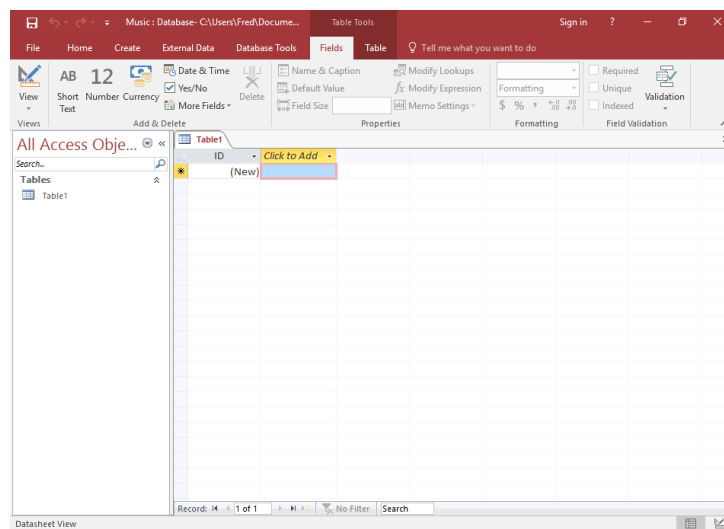 Music : Database- C:\Users\Fred\Docume... Table Tools Sign in ?
File Home Create External Data Database Tools Fields Table Tell me what you want to do
View
Views
AB Short Text
12 Number
Currency
Date & Time
Yes/No
More Fields
Delete
Add & Delete
Name & Caption
Default Value
Field Size
Modify Lookups
fx Modify Expression
ab| Memo Settings
Properties
Formatting
$ % , .00 .00
Formatting
Required
Unique
Indexed
Validation
Field Validation
All Access Obje... «
Search..
Tables
Table1
Table1
ID Click to Add
(New)
Record: 1 of 1 No Filter Search
Datasheet View